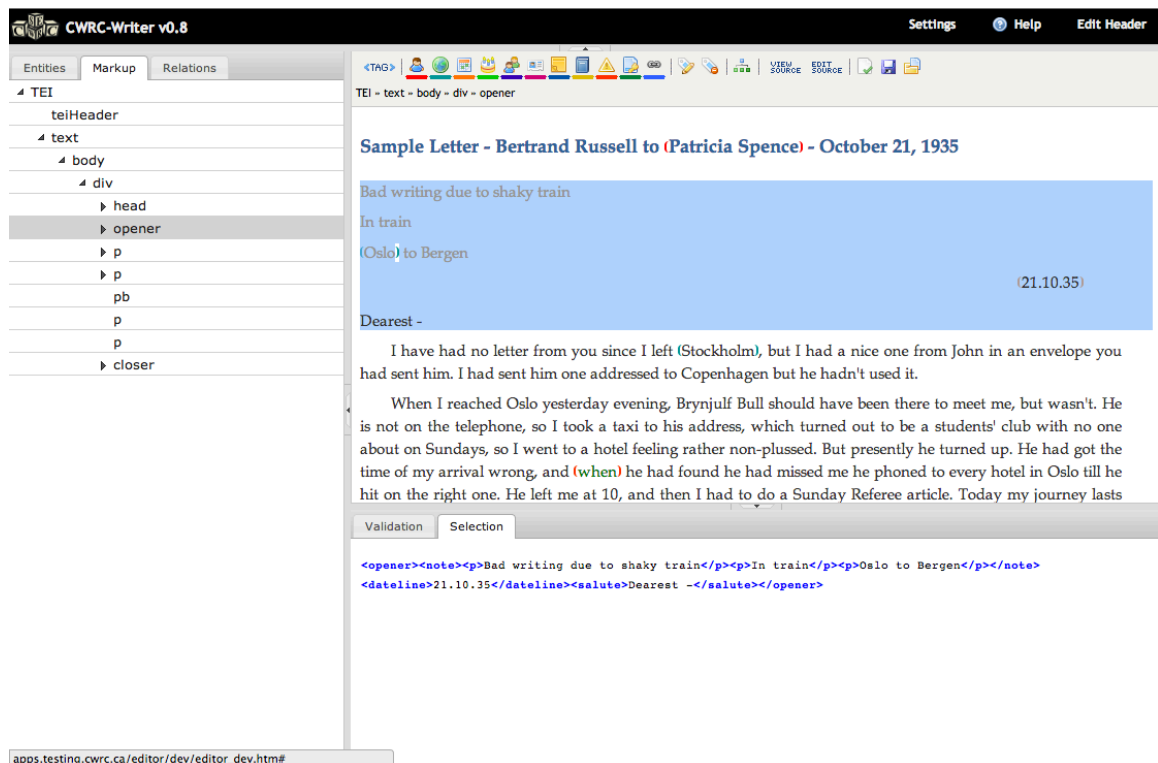 CWRC-Writer v0.8
Settings
Help
Edit Header
Entities
Markup
Relations
TEI
teiHeader
text
body
div
head
opener
p
p
pb
p
p
closer
<TAG>
VIEW SOURCE
EDIT SOURCE
TEI - text - body - div - opener
Sample Letter - Bertrand Russell to (Patricia Spence) - October 21, 1935
Bad writing due to shaky train
In train
(Oslo) to Bergen
(21.10.35)
Dearest -
I have had no letter from you since I left (Stockholm), but I had a nice one from John in an envelope you
had sent him. I had sent him one addressed to Copenhagen but he hadn't used it.
When I reached Oslo yesterday evening, Brynjulf Bull should have been there to meet me, but wasn't. He
is not on the telephone, so I took a taxi to his address, which turned out to be a students' club with no one
about on Sundays, so I went to a hotel feeling rather non-plussed. But presently he turned up. He had got the
time of my arrival wrong, and (when) he had found he had missed me he phoned to every hotel in Oslo till he
hit on the right one. He left me at 10, and then I had to do a Sunday Referee article. Today my journey lasts
Validation
Selection
<opener><note><p>Bad writing due to shaky train</p><p>In train</p><p>Oslo to Bergen</p></note>
<dateline>21.10.35</dateline><salute>Dearest -</salute></opener>
apps.testing.cwrc.ca/editor/dev/editor_dev.htm#